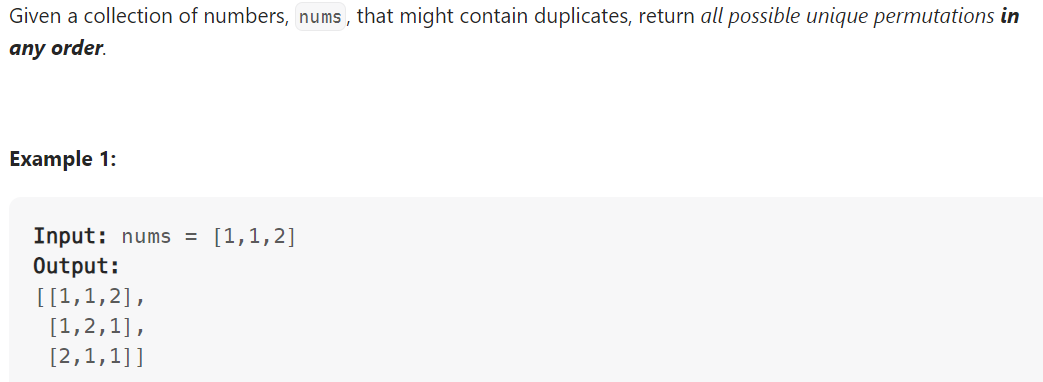 Given a collection of numbers, nums, that might contain duplicates, return all possible unique permutations in
any order.
Example 1:
Input: nums = [1,1,2]
Output:
[[1,1,2],
[1,2,1],
[2,1,1]]